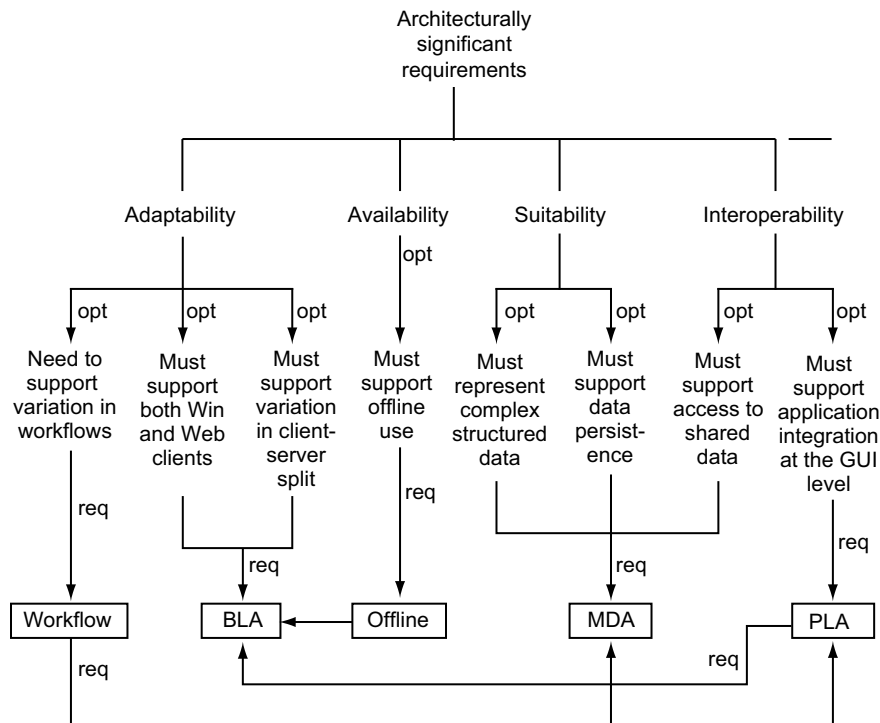 Architecturally
significant
requirements
Adaptability
Availability
Suitability
Interoperability
opt
opt
opt
opt
opt
opt
opt
opt
Need to
support
variation in
workflows
Must
support
both Win
and Web
clients
Must
support
variation
in client-
server
split
Must
support
offline
use
Must
represent
complex
structured
data
Must
support
data
persist-
ence
Must
support
access to
shared
data
Must
support
application
integration
at the GUI
level
req
req
req
req
req
Workflow
BLA
Offline
MDA
PLA
req
req